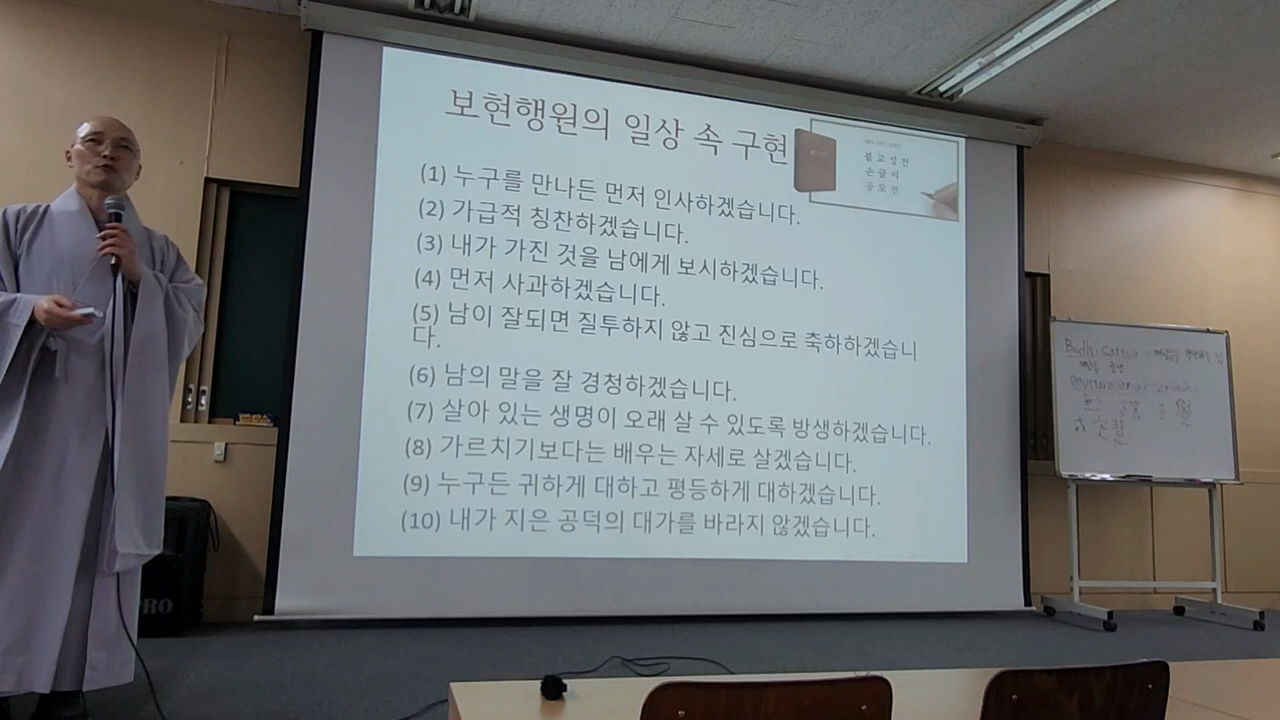 보현행원의 일상 속 구현
불교성전
손글씨
공모전
(1) 누구를 만나든 먼저 인사하겠습니다.
(2) 가급적 칭찬하겠습니다.
(3) 내가 가진 것을 남에게 보시하겠습니다.
(4) 먼저 사과하겠습니다.
(5) 남이 잘되면 질투하지 않고 진심으로 축하하겠습니
다.
(6) 남의 말을 잘 경청하겠습니다.
(7) 살아 있는 생명이 오래 살 수 있도록 방생하겠습니다.
(8) 가르치기보다는 배우는 자세로 살겠습니다.
(9) 누구든 귀하게 대하고 평등하게 대하겠습니다.
(10) 내가 지은 공덕의 대가를 바라지 않겠습니다.
Bodhisattva =
PRO